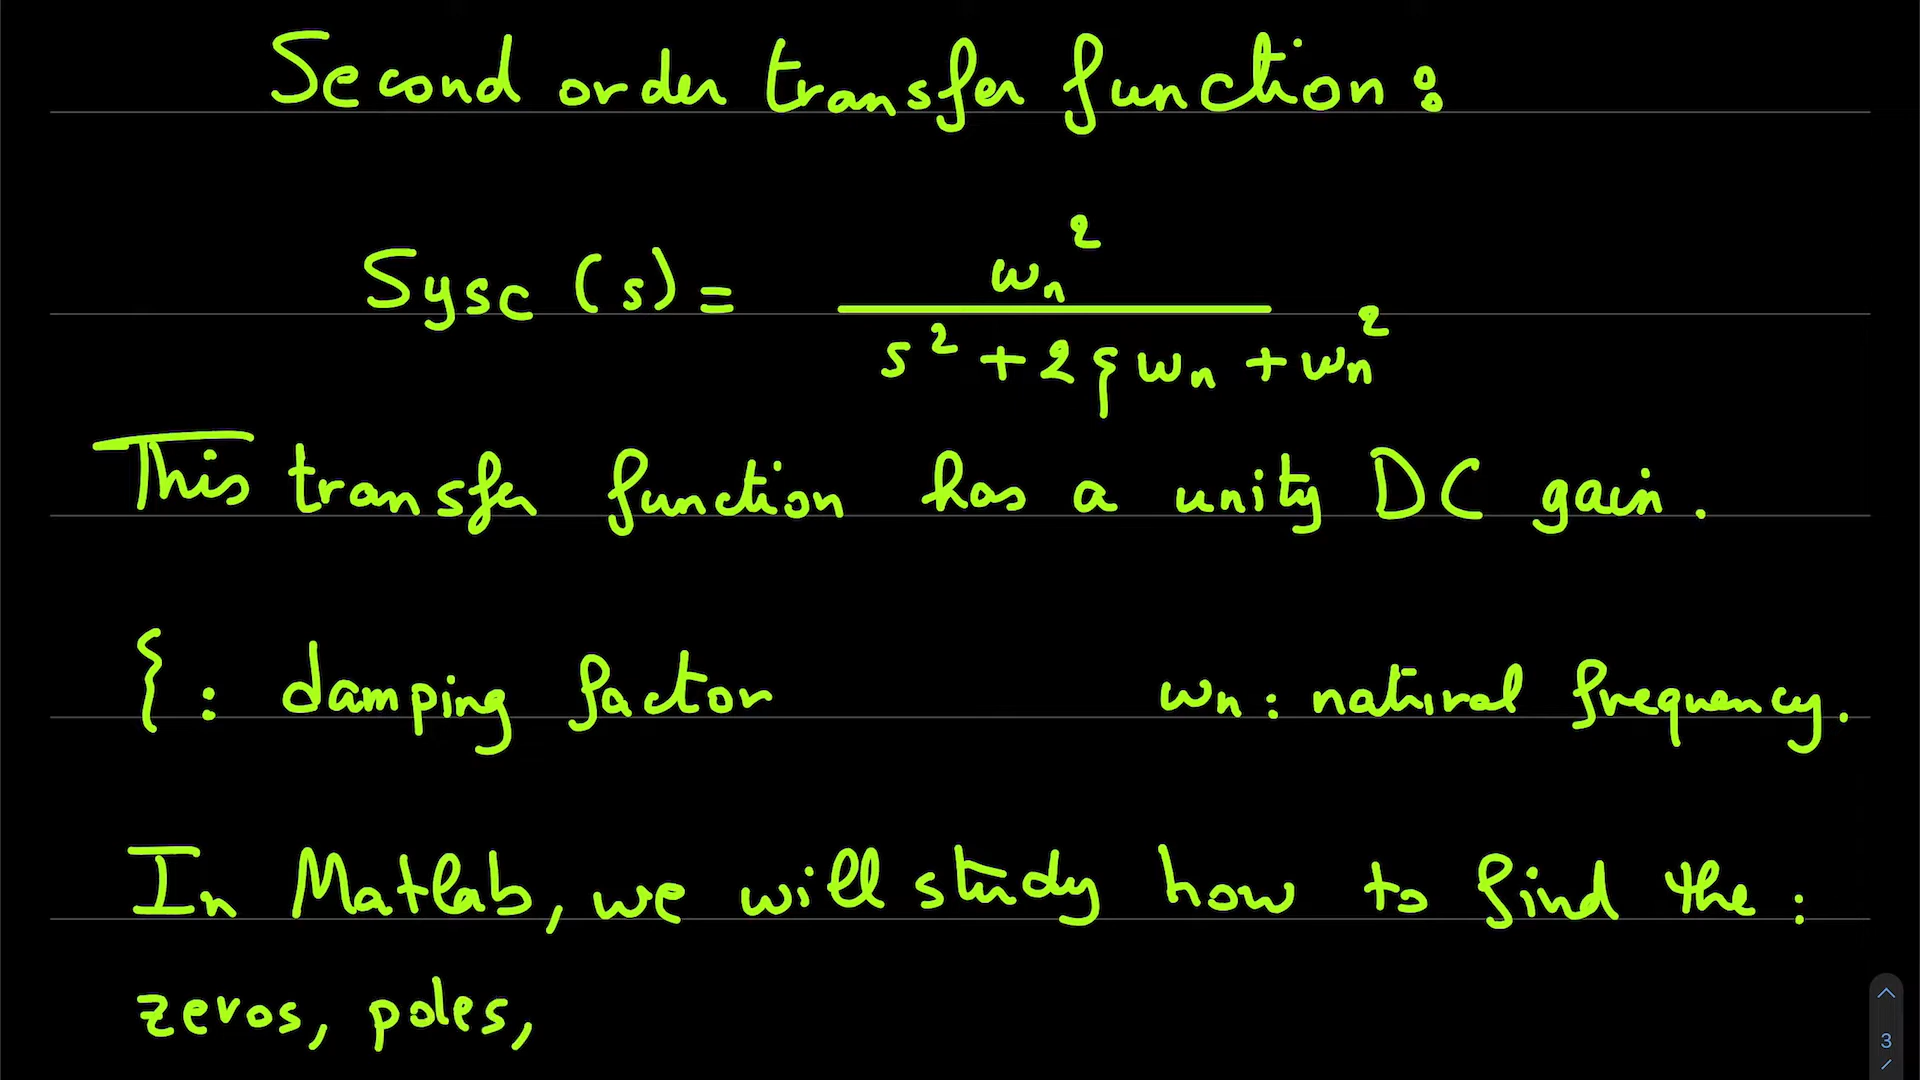 Second order transfer function:
Sysc (s) = ωn² / s² + 2ξωn + ωn²
This transfer function has a unity DC gain.
ξ : damping factor    ωn : natural frequency.
In Matlab, we will study how to find the :
zeros, poles,
3